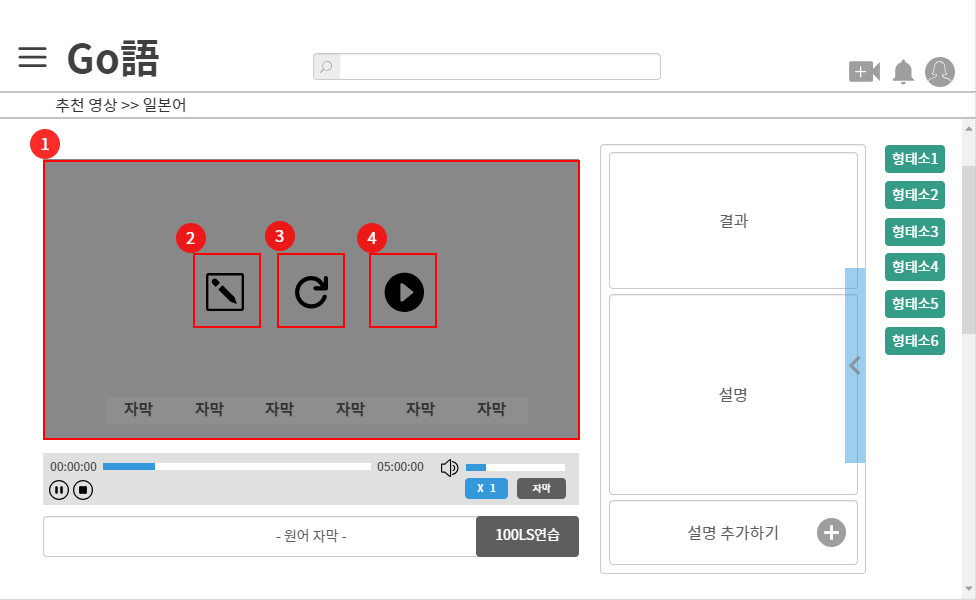 Go語
추천 영상 >> 일본어
1
2
3
4
자막 자막 자막 자막 자막 자막
00:00:00
05:00:00
X 1
자막
- 원어 자막 -
100LS연습
결과
설명
설명 추가하기
형태소1
형태소2
형태소3
형태소4
형태소5
형태소6